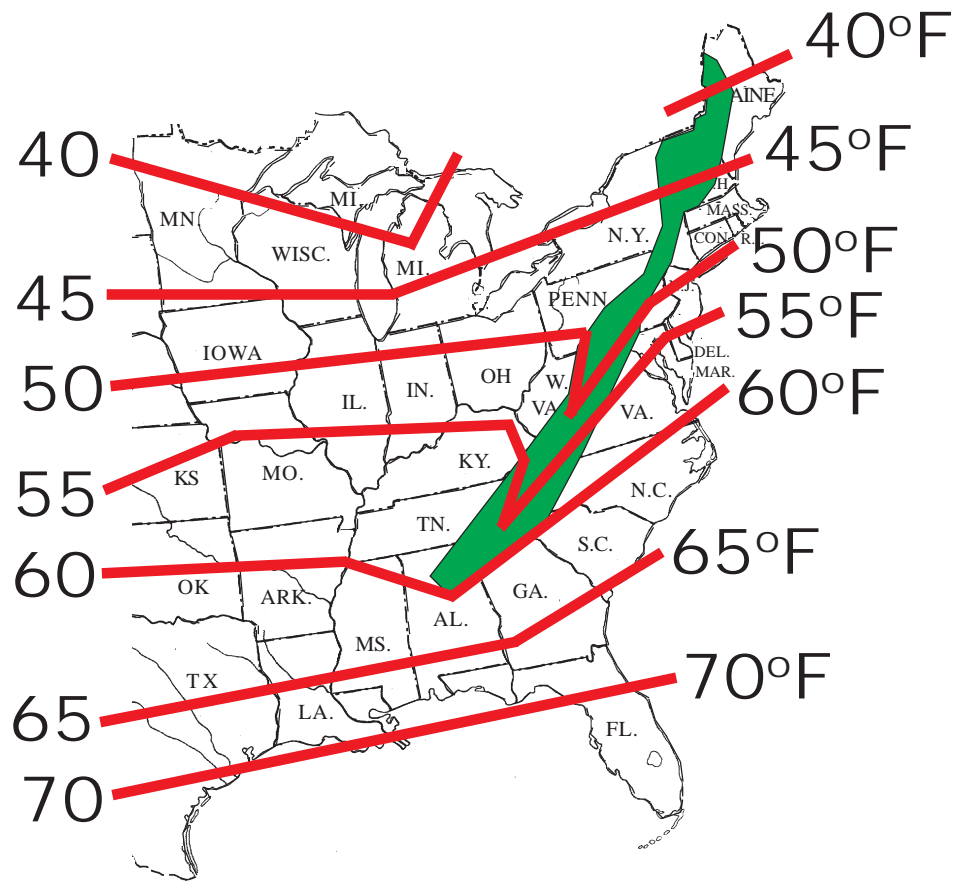 40°F
AINE
40
45°F
MI.
H.
MN.
MASS.
N.Y.
CON.
R.
WISC.
MI.
50°F
45
PENN
N.J.
55°F
IOWA
DEL.
MAR.
50
OH
W.
VA.
IN.
IL.
60°F
VA.
KY.
55
KS
MO.
N.C.
TN.
S.C.
65°F
60
OK
ARK.
GA.
AL.
MS.
70°F
TX
65
LA.
FL.
70